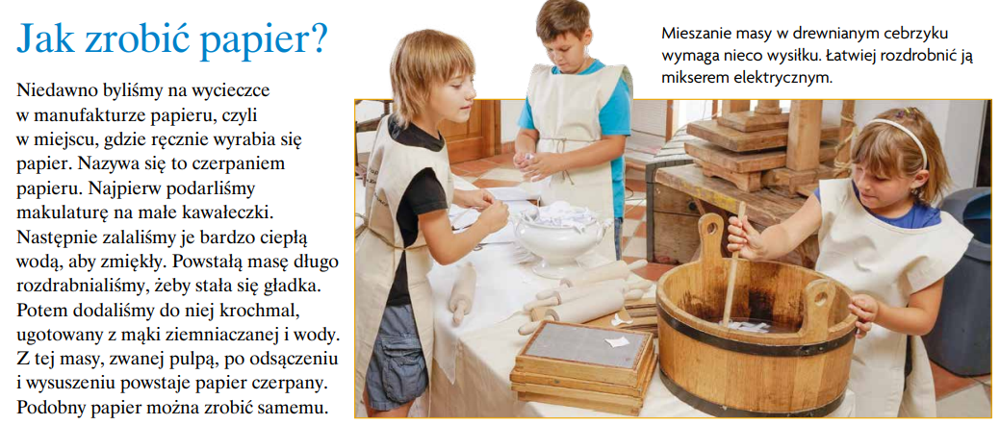 Jak zrobić papier?
Niedawno byliśmy na wycieczce
w manufakturze papieru, czyli
w miejscu, gdzie ręcznie wyrabia się
papier. Nazywa się to czerpaniem
papieru. Najpierw podarliśmy
makulaturę na małe kawałeczki.
Następnie zalaliśmy je bardzo ciepłą
wodą, aby zmiękły. Powstałą masę długo
rozdrabnialiśmy, żeby stała się gładka.
Potem dodaliśmy do niej krochmal,
ugotowany z mąki ziemniaczanej i wody.
Z tej masy, zwanej pulpą, po odsączeniu
i wysuszeniu powstaje papier czerpany.
Podobny papier można zrobić samemu.
Mieszanie masy w drewnianym cebrzyku
wymaga nieco wysiłku. Łatwiej rozdrobnić ją
mikserem elektrycznym.